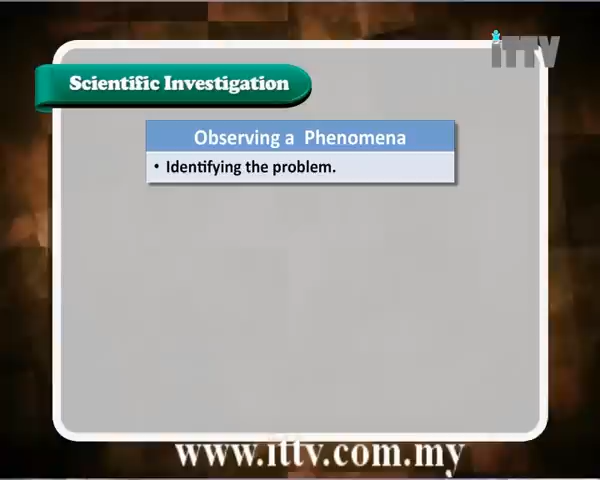 iTTV
Scientific Investigation
Observing a Phenomena
• Identifying the problem.
www.ittv.com.my